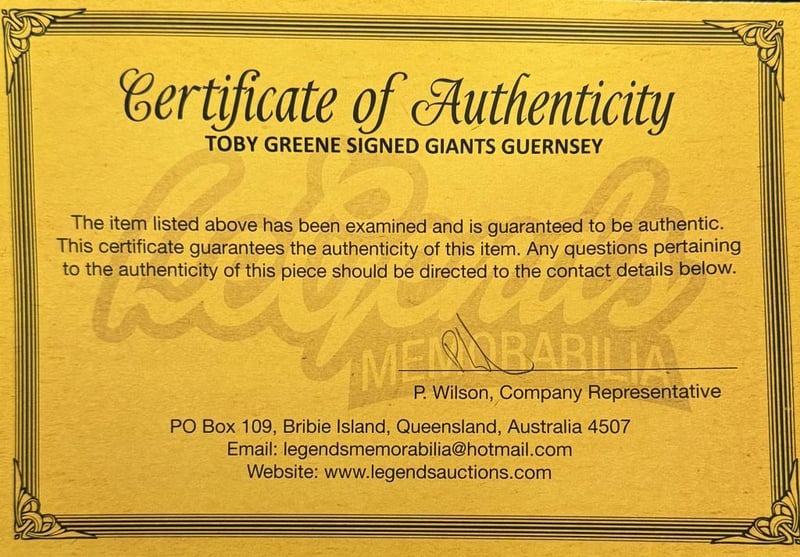 Certificate of Authenticity
TOBY GREENE SIGNED GIANTS GUERNSEY
The item listed above has been examined and is guaranteed to be authentic.
This certificate guarantees the authenticity of this item. Any questions pertaining
to the authenticity of this piece should be directed to the contact details below.
Legends
MEMORABILIA
P. Wilson, Company Representative
PO Box 109, Bribie Island, Queensland, Australia 4507
Email: legendsmemorabilia@hotmail.com
Website: www.legendsauctions.com